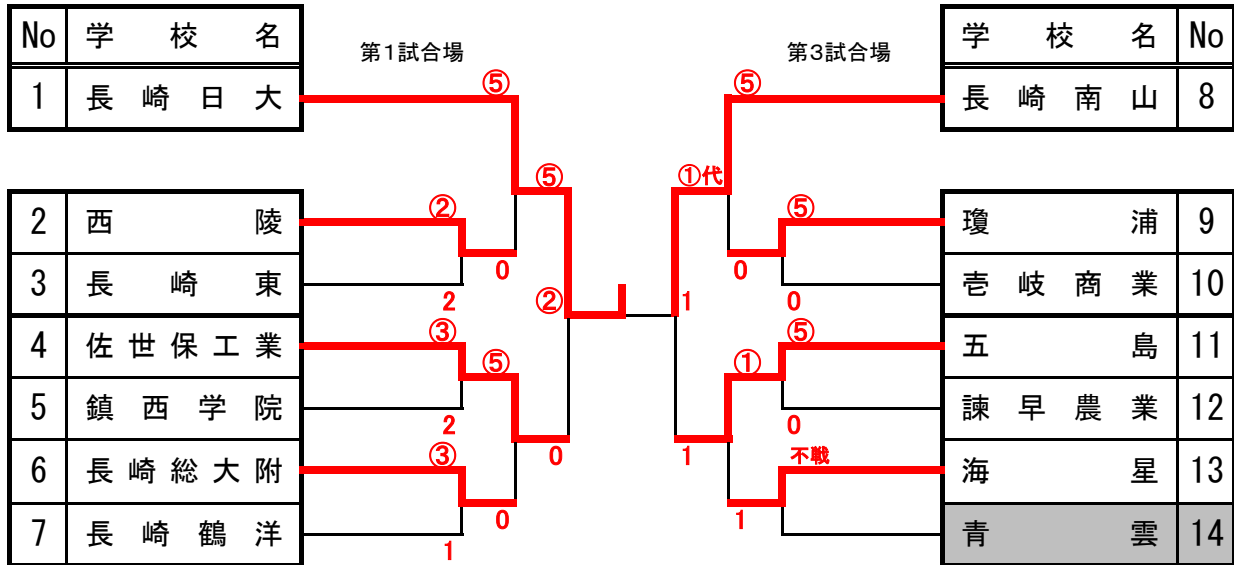 No 学校名 第1試合場 第3試合場 学校名 No
1 長崎日大 ⑤ ⑤ 長崎南山 8
⑤ ①代
2 西陵 ② ⑤ 瓊浦 9
0 0
3 長崎東 2 0 壱岐商業 10
② 1
4 佐世保工業 ③ ⑤ 五島 11
⑤ ①
5 鎮西学院 2 0 諫早農業 12
0 1
6 長崎総大附 ③ 不戦 海星 13
0 1
7 長崎鶴洋 1 青雲 14